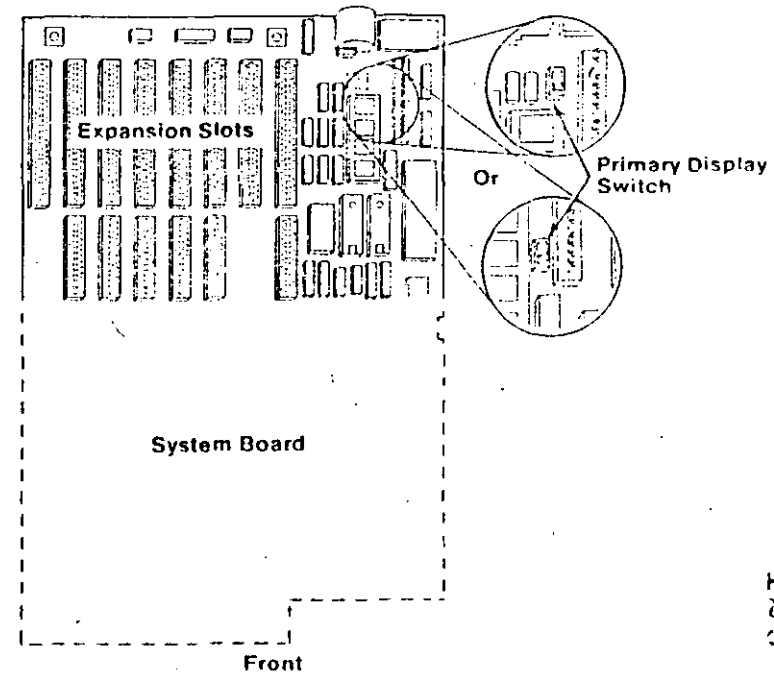 Expansion Slots
Or
Primary Display
Switch
System Board
Front